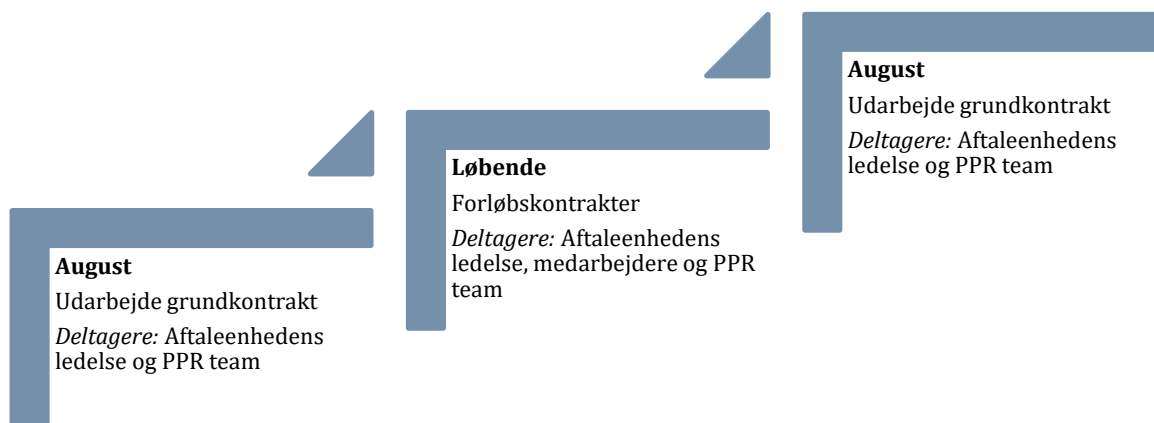 August
Udarbejde grundkontrakt
Deltagere: Aftaleenhedens
ledelse og PPR team
Løbende
Forløbskontrakter
Deltagere: Aftaleenhedens
ledelse, medarbejdere og PPR
team
August
Udarbejde grundkontrakt
Deltagere: Aftaleenhedens
ledelse og PPR team